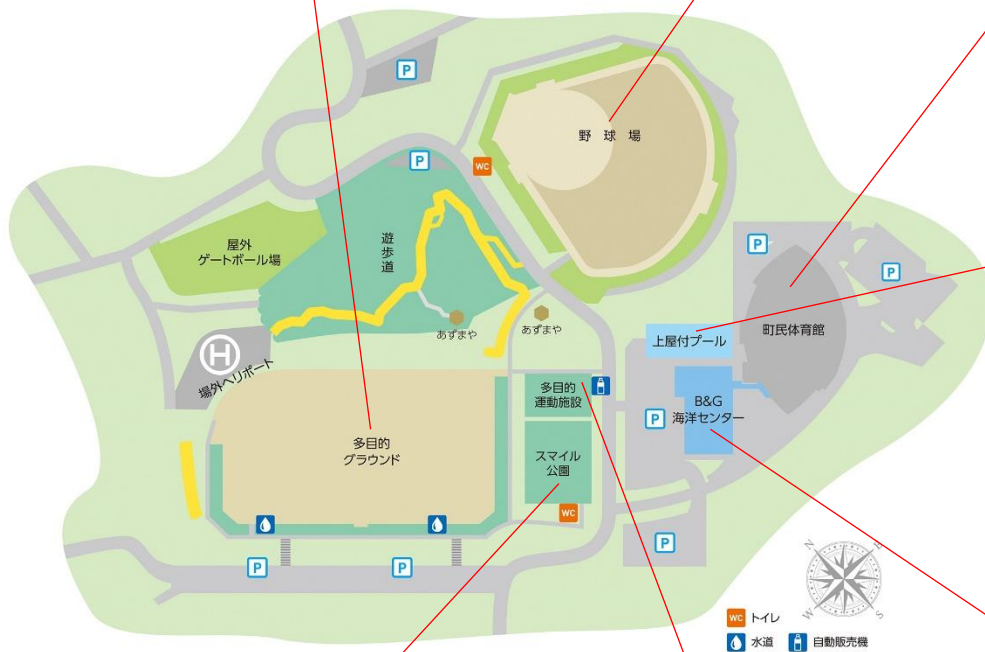 P
野球場
P
WC
遊歩道
屋外
ゲートボール場
P
P
あずまや
あずまや
町民体育館
上屋付プール
H
場外ヘリポート
多目的
運動施設
B&G
海洋センター
P
多目的
グラウンド
スマイル
公園
WC
P
P
P
N
E
W
S
WC トイレ
水道
自動販売機